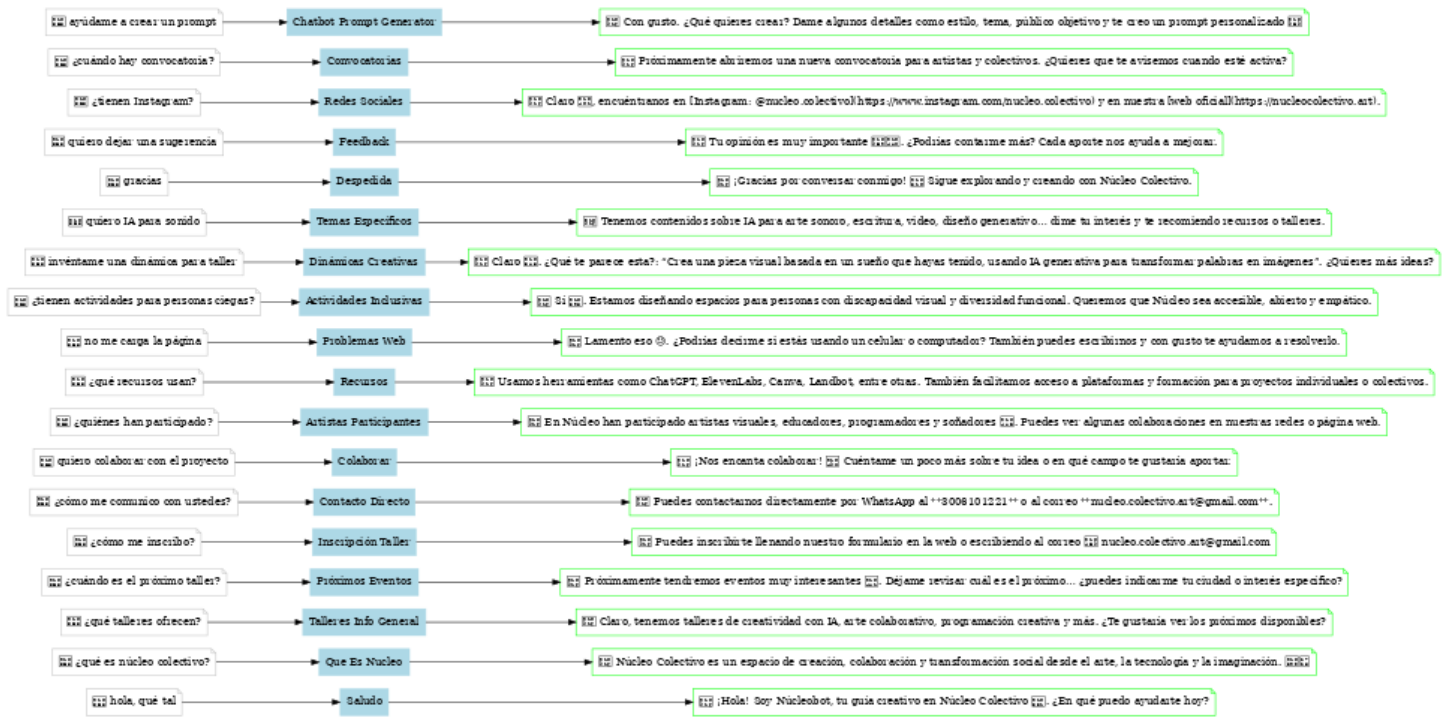 ayúdame a crear un prompt Chatbot Prompt Generator Con gusto. ¿Qué quieres crear? Dame algunos detalles como estilo, tema, público objetivo y te creo un prompt personalizado
¿cuándo hay convocatoria? Convocatorias Próximamente abriremos una nueva convocatoria para artistas y colectivos. ¿Quieres que te avisemos cuando esté activa?
¿tienen Instagram? Redes Sociales Claro , encuéntranos en [Instagram: @nucleo.colectivo](https://www.instagram.com/nucleo.colectivo) y en nuestra [web oficial](https://nucleocolectivo.art).
quiero dejar una sugerencia Feedback Tu opinión es muy importante . ¿Podrías contarme más? Cada aporte nos ayuda a mejorar.
gracias Despedida ¡Gracias por conversar conmigo! Sigue explorando y creando con Núcleo Colectivo.
quiero IA para sonido Temas Específicos Tenemos contenidos sobre IA para arte sonoro, escritura, video, diseño generativo... dime tu interés y te recomiendo recursos o talleres.
invéntame una dinámica para taller Dinámicas Creativas Claro . ¿Qué te parece esta?: "Crea una pieza visual basada en un sueño que hayas tenido, usando IA generativa para transformar palabras en imágenes". ¿Quieres más ideas?
¿tienen actividades para personas ciegas? Actividades Inclusivas Sí . Estamos diseñando espacios para personas con discapacidad visual y diversidad funcional. Queremos que Núcleo sea accesible, abierto y empático.
no me carga la página Problemas Web Lamento eso . ¿Podrías decirme si estás usando un celular o computador? También puedes escribirnos y con gusto te ayudamos a resolverlo.
¿qué recursos usan? Recursos Usamos herramientas como ChatGPT, ElevenLabs, Canva, Landbot, entre otras. También facilitamos acceso a plataformas y formación para proyectos individuales o colectivos.
¿quiénes han participado? Artistas Participantes En Núcleo han participado artistas visuales, educadores, programadores y soñadores . Puedes ver algunas colaboraciones en nuestras redes o página web.
quiero colaborar con el proyecto Colaborar ¡Nos encanta colaborar! Cuéntame un poco más sobre tu idea o en qué campo te gustaría aportar.
¿cómo me comunico con ustedes? Contacto Directo Puedes contactarnos directamente por WhatsApp al **3008101221** o al correo **nucleo.colectivo.art@gmail.com**.
¿cómo me inscribo? Inscripción Taller Puedes inscribirte llenando nuestro formulario en la web o escribiendo al correo nucleo.colectivo.art@gmail.com
¿cuándo es el próximo taller? Próximos Eventos Próximamente tendremos eventos muy interesantes . Déjame revisar cuál es el próximo... ¿puedes indicarme tu ciudad o interés específico?
¿qué talleres ofrecen? Talleres Info General Claro, tenemos talleres de creatividad con IA, arte colaborativo, programación creativa y más. ¿Te gustaría ver los próximos disponibles?
¿qué es núcleo colectivo? Que Es Nucleo Núcleo Colectivo es un espacio de creación, colaboración y transformación social desde el arte, la tecnología y la imaginación.
hola, qué tal Saludo ¡Hola! Soy Núcleobot, tu guía creativo en Núcleo Colectivo . ¿En qué puedo ayudarte hoy?